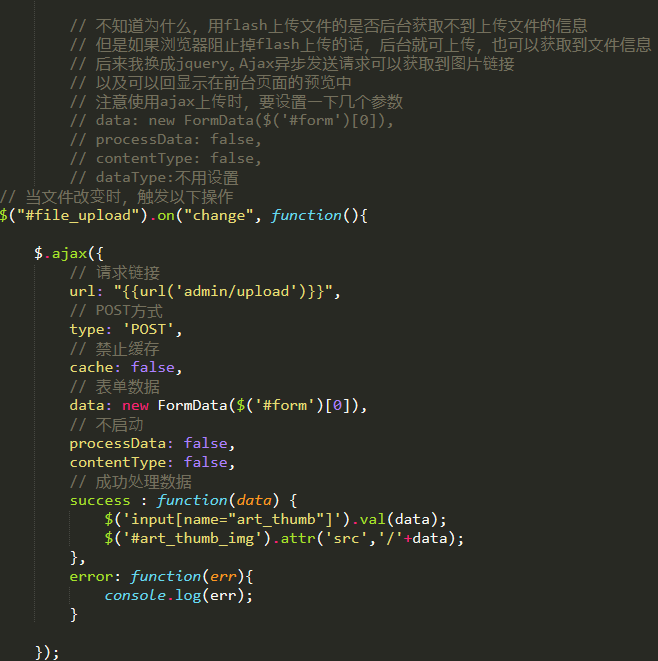 // 不知道为什么，用flash上传文件的是否后台获取不到上传文件的信息
// 但是如果浏览器阻止掉flash上传的话，后台就可上传，也可以获取到文件信息
// 后来我换成jquery。Ajax异步发送请求可以获取到图片链接
// 以及可以回显示在前台页面的预览中
// 注意使用ajax上传时，要设置一下几个参数
// data: new FormData($('#form')[0]),
// processData: false,
// contentType: false,
// dataType:不用设置
// 当文件改变时，触发以下操作
$("#file_upload").on("change", function(){
$.ajax({
// 请求链接
url: "{{url('admin/upload')}}",
// POST方式
type: 'POST',
// 禁止缓存
cache: false,
// 表单数据
data: new FormData($('#form')[0]),
// 不启动
processData: false,
contentType: false,
// 成功处理数据
success : function(data) {
$('input[name="art_thumb"]').val(data);
$('#art_thumb_img').attr('src','/'+data);
},
error: function(err){
console.log(err);
}
});